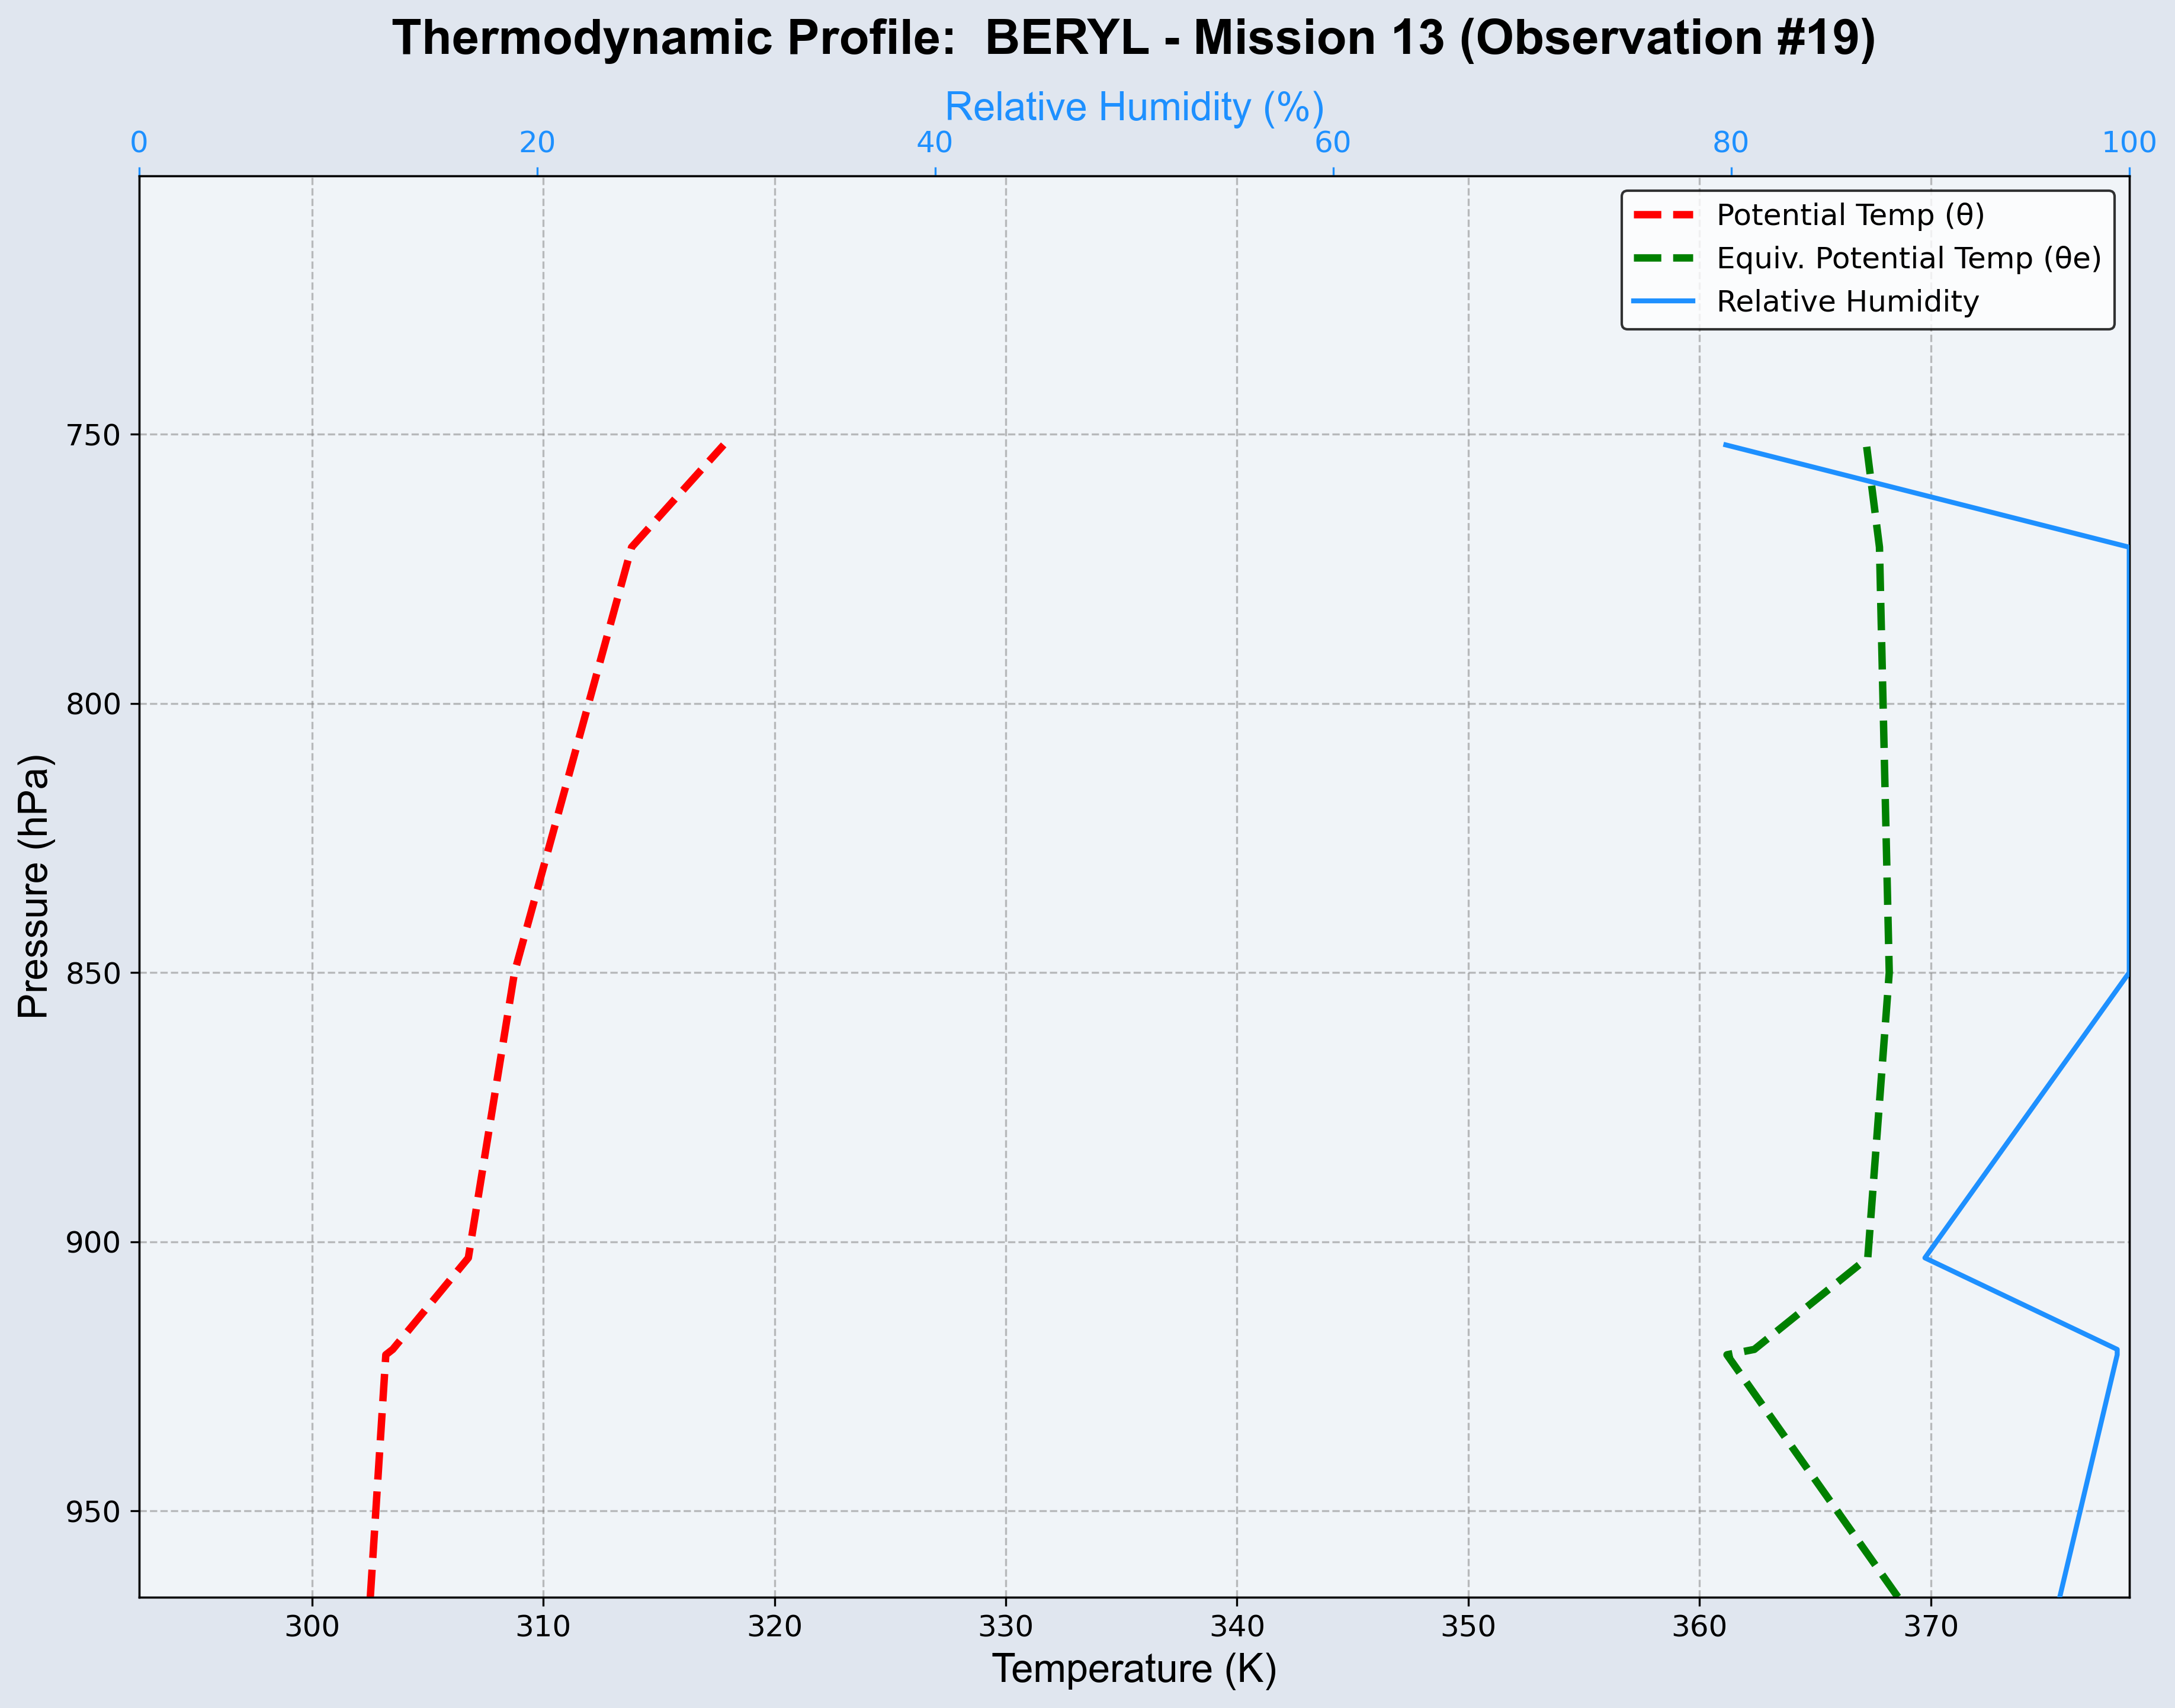 Thermodynamic Profile:  BERYL - Mission 13 (Observation #19)
Relative Humidity (%)
0 20 40 60 80 100
Potential Temp (θ)
Equiv. Potential Temp (θe)
Relative Humidity
750
800
850
900
950
Pressure (hPa)
300 310 320 330 340 350 360 370
Temperature (K)